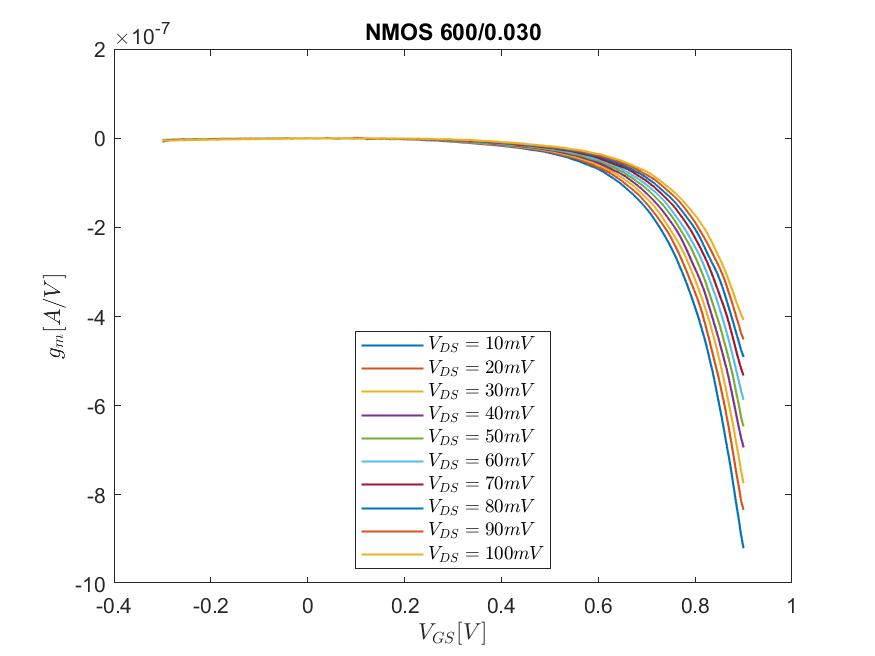 NMOS 600/0.030
×10^-7
2
0
-2
-4
-6
-8
-10
g_m[A/V]
V_DS = 10mV
V_DS = 20mV
V_DS = 30mV
V_DS = 40mV
V_DS = 50mV
V_DS = 60mV
V_DS = 70mV
V_DS = 80mV
V_DS = 90mV
V_DS = 100mV
-0.4 -0.2 0 0.2 0.4 0.6 0.8 1
V_GS[V]